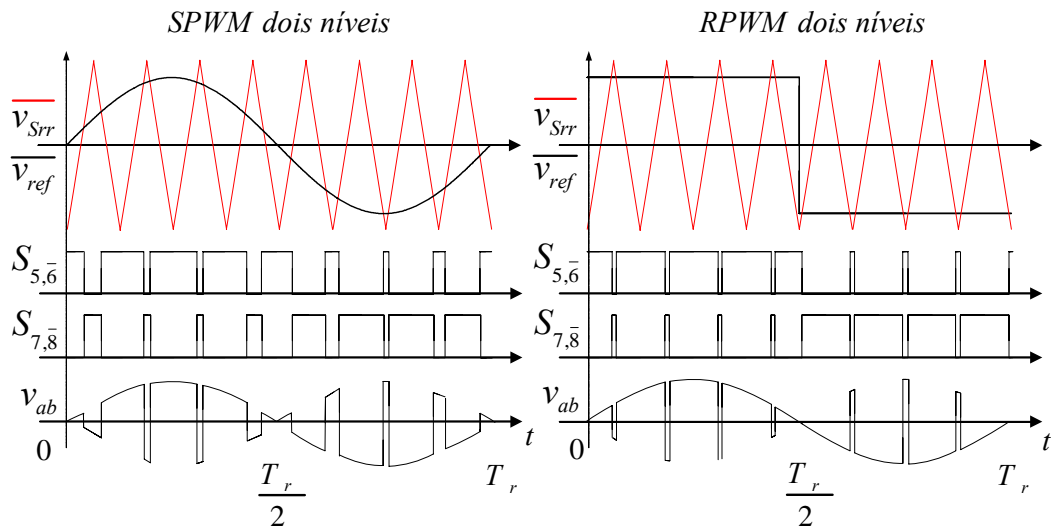 SPWM dois níveis
v_Srr
v_ref
S_5,6̄
S_7,8̄
v_ab
0
T_r
2
T_r
t
RPWM dois níveis
v_Srr
v_ref
S_5,6̄
S_7,8̄
v_ab
0
T_r
2
T_r
t